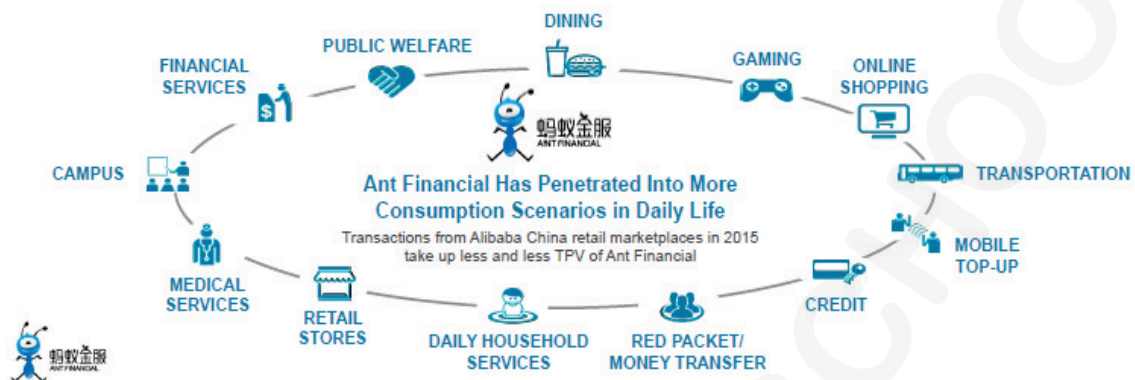 DINING
PUBLIC WELFARE
GAMING
FINANCIAL
SERVICES
ONLINE
SHOPPING
蚂蚁金服
ANT FINANCIAL
CAMPUS
TRANSPORTATION
Ant Financial Has Penetrated Into More
Consumption Scenarios in Daily Life
Transactions from Alibaba China retail marketplaces in 2015
take up less and less TPV of Ant Financial
MOBILE
TOP-UP
MEDICAL
SERVICES
CREDIT
RETAIL
STORES
DAILY HOUSEHOLD
SERVICES
RED PACKET/
MONEY TRANSFER
蚂蚁金服
ANT FINANCIAL
SCHOO